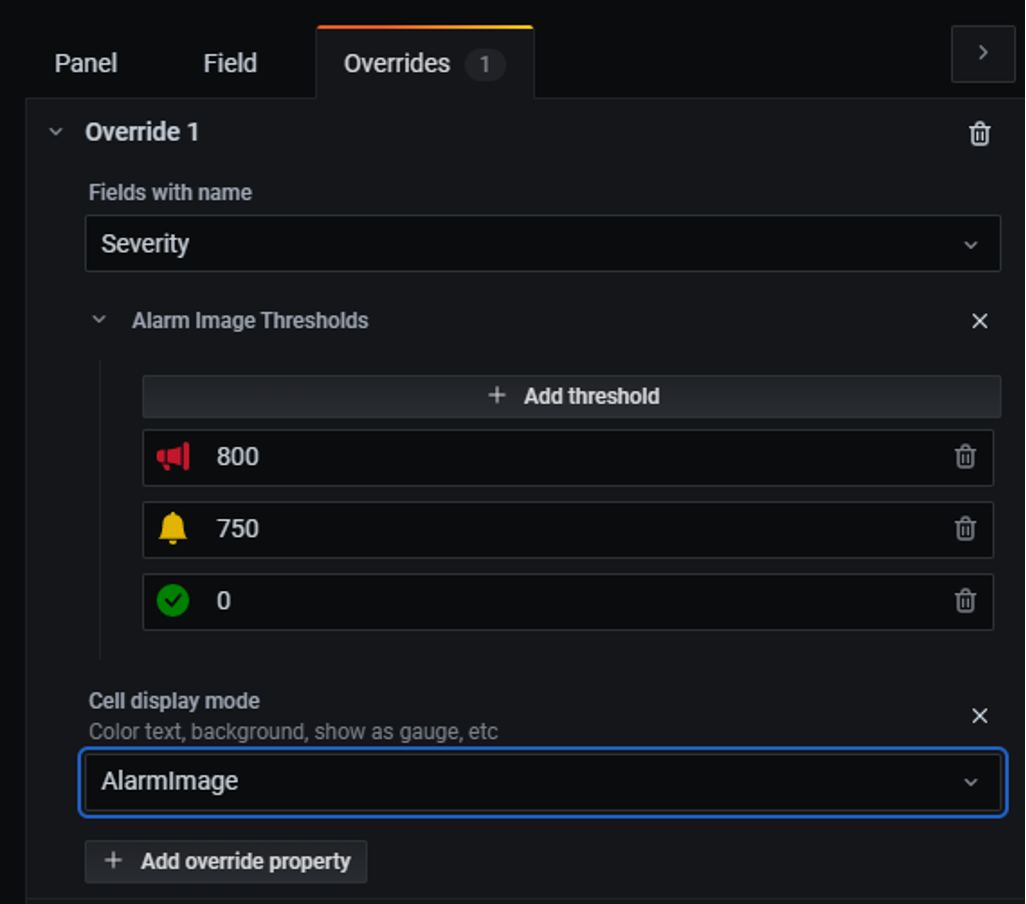 Panel Field Overrides 1
Override 1
Fields with name
Severity
Alarm Image Thresholds
Add threshold
800
750
0
Cell display mode
Color text, background, show as gauge, etc
AlarmImage
Add override property